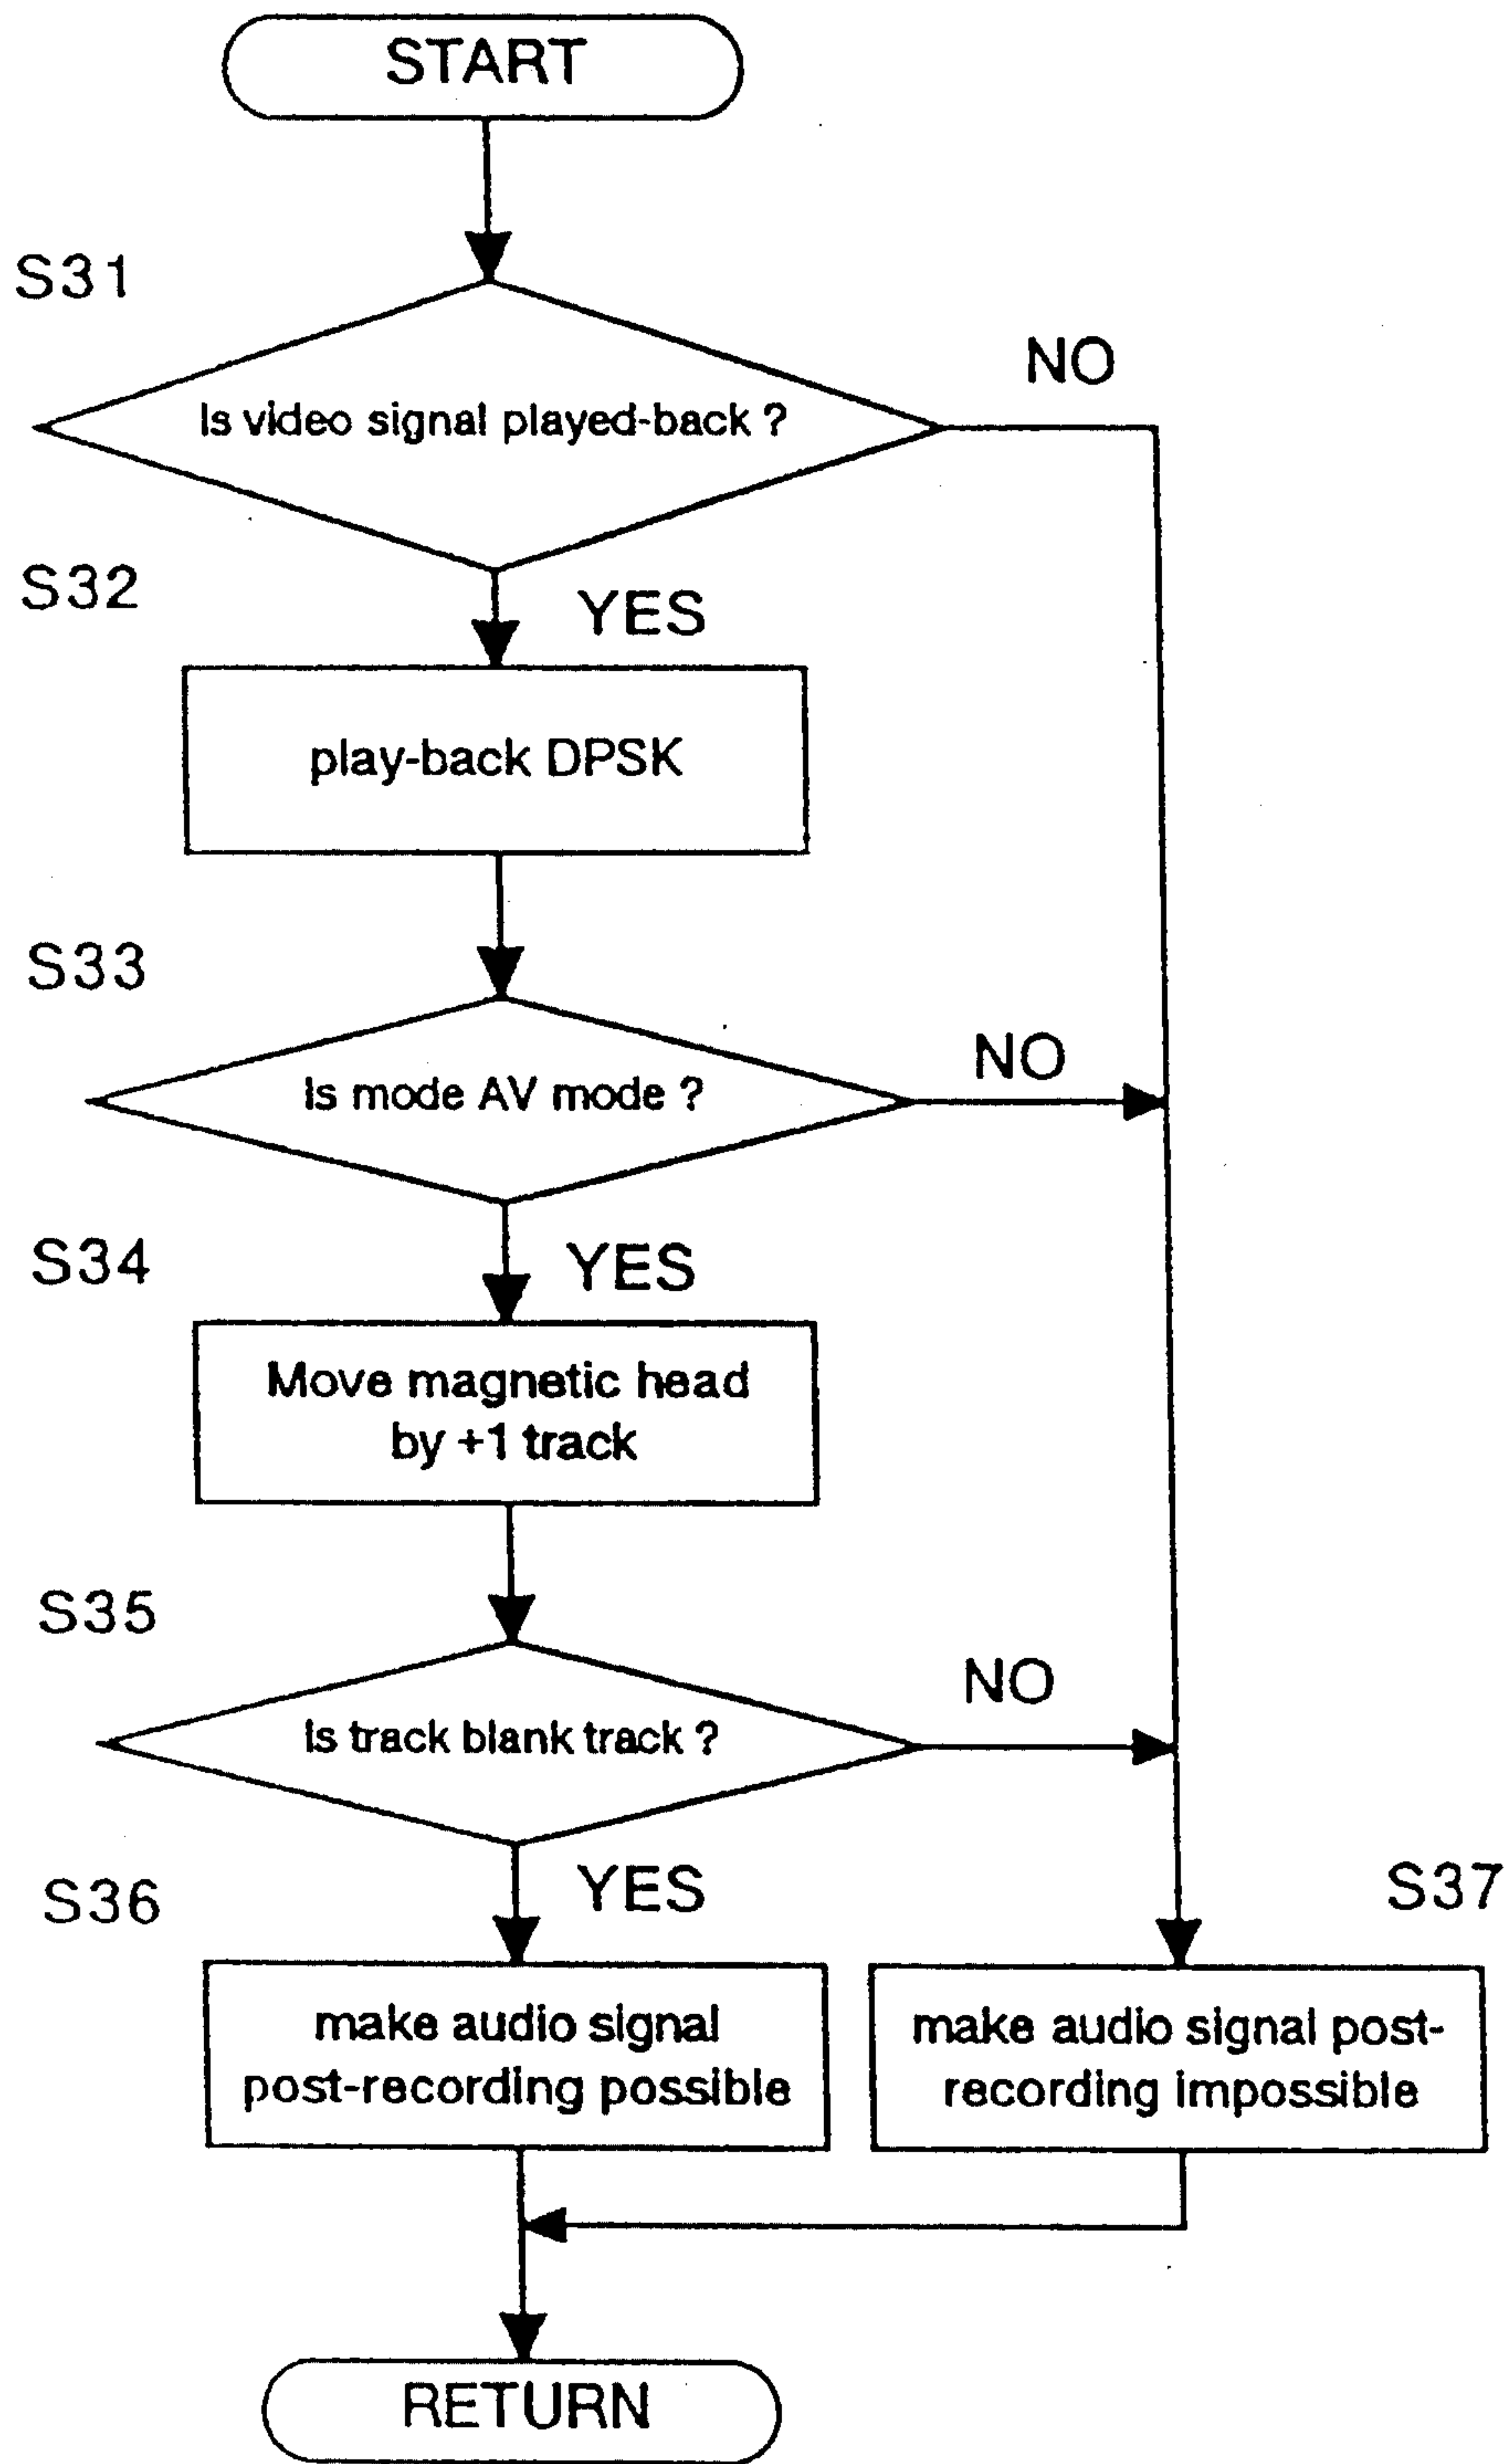 START
S31
Is video signal played-back ?
NO
S32
YES
play-back DPSK
S33
Is mode AV mode ?
NO
S34
YES
Move magnetic head
by +1 track
S35
Is track blank track ?
NO
S36
YES
S37
make audio signal
post-recording possible
make audio signal post-
recording impossible
RETURN